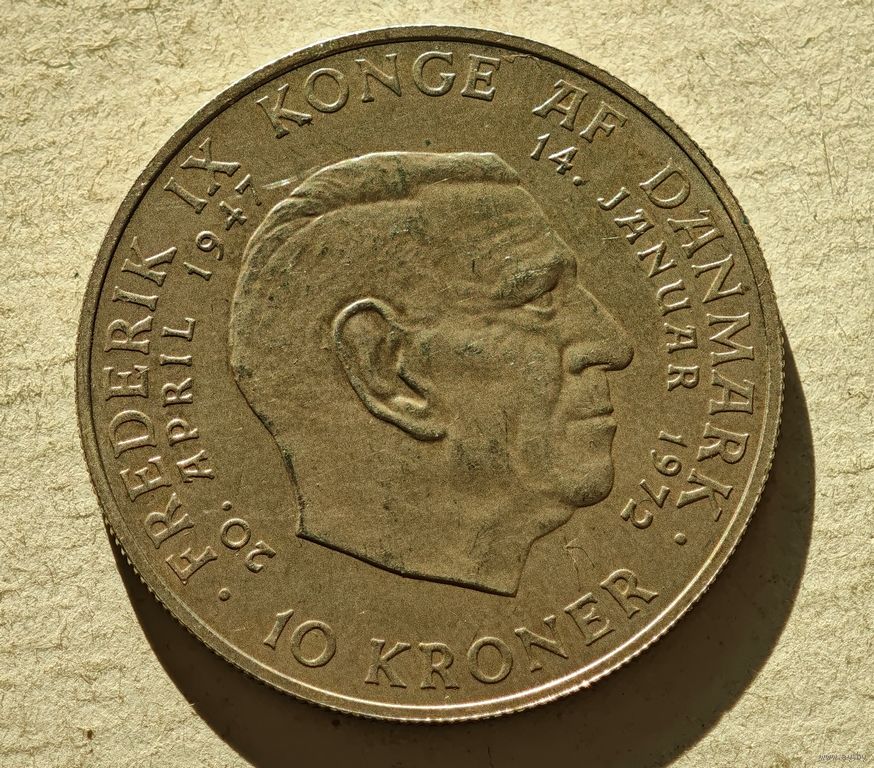 · FREDERIK IX KONGE AF DANMARK ·
20. APRIL 1947
14. JANUAR 1972
10 KRONER